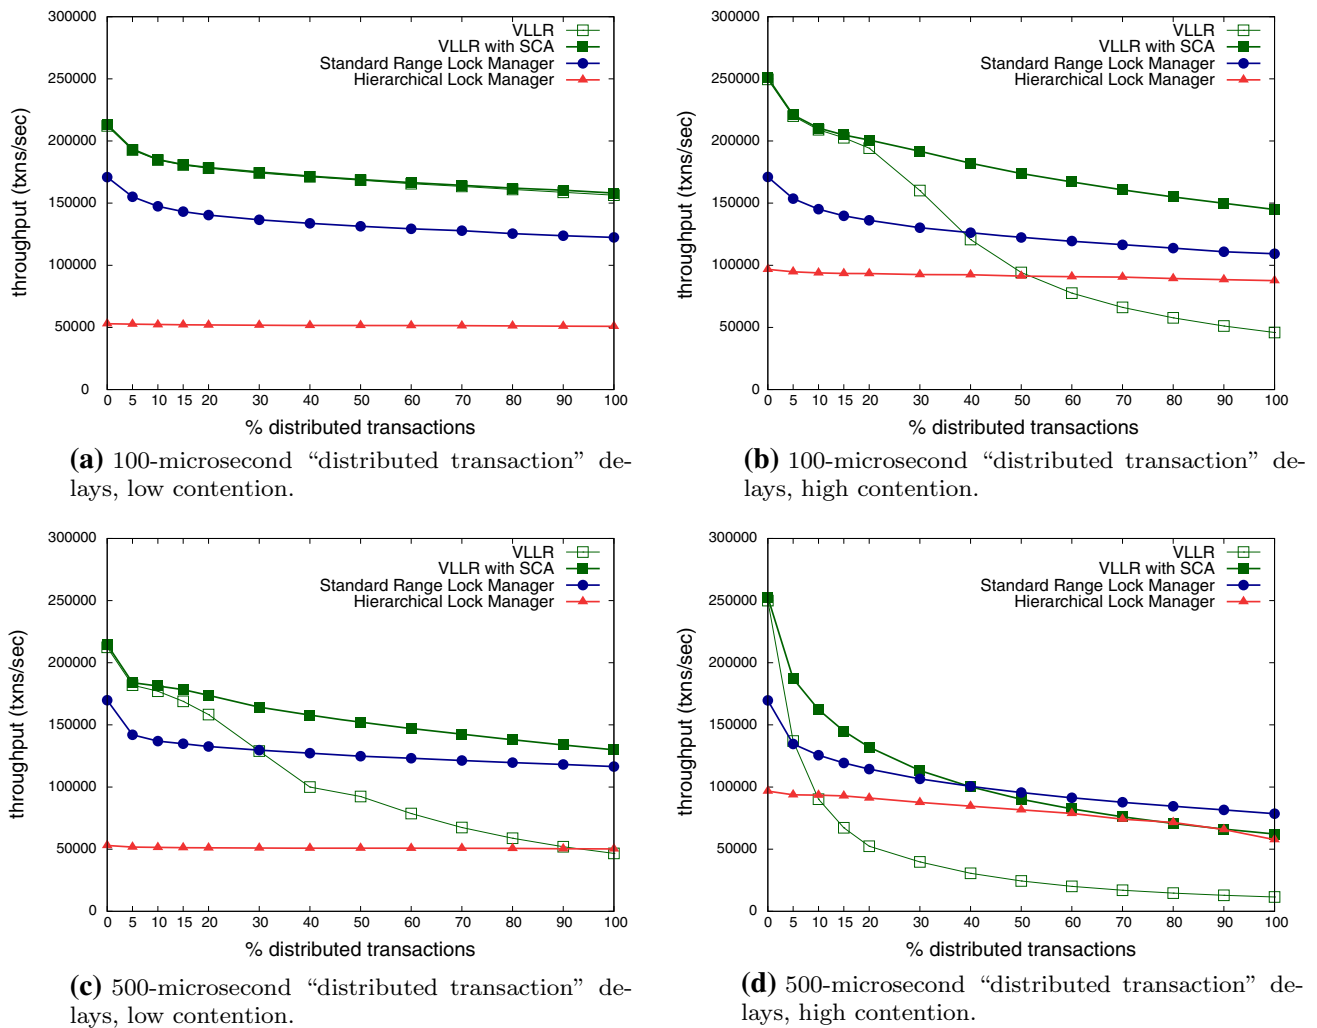 300000
250000
200000
150000
100000
50000
0
throughput (txns/sec)
VLLR
VLLR with SCA
Standard Range Lock Manager
Hierarchical Lock Manager
0 5 10 15 20 30 40 50 60 70 80 90 100
% distributed transactions
(a) 100-microsecond “distributed transaction” de-
lays, low contention.
300000
250000
200000
150000
100000
50000
0
throughput (txns/sec)
VLLR
VLLR with SCA
Standard Range Lock Manager
Hierarchical Lock Manager
0 5 10 15 20 30 40 50 60 70 80 90 100
% distributed transactions
(b) 100-microsecond “distributed transaction” de-
lays, high contention.
300000
250000
200000
150000
100000
50000
0
throughput (txns/sec)
VLLR
VLLR with SCA
Standard Range Lock Manager
Hierarchical Lock Manager
0 5 10 15 20 30 40 50 60 70 80 90 100
% distributed transactions
(c) 500-microsecond “distributed transaction” de-
lays, low contention.
300000
250000
200000
150000
100000
50000
0
throughput (txns/sec)
VLLR
VLLR with SCA
Standard Range Lock Manager
Hierarchical Lock Manager
0 5 10 15 20 30 40 50 60 70 80 90 100
% distributed transactions
(d) 500-microsecond “distributed transaction” de-
lays, high contention.